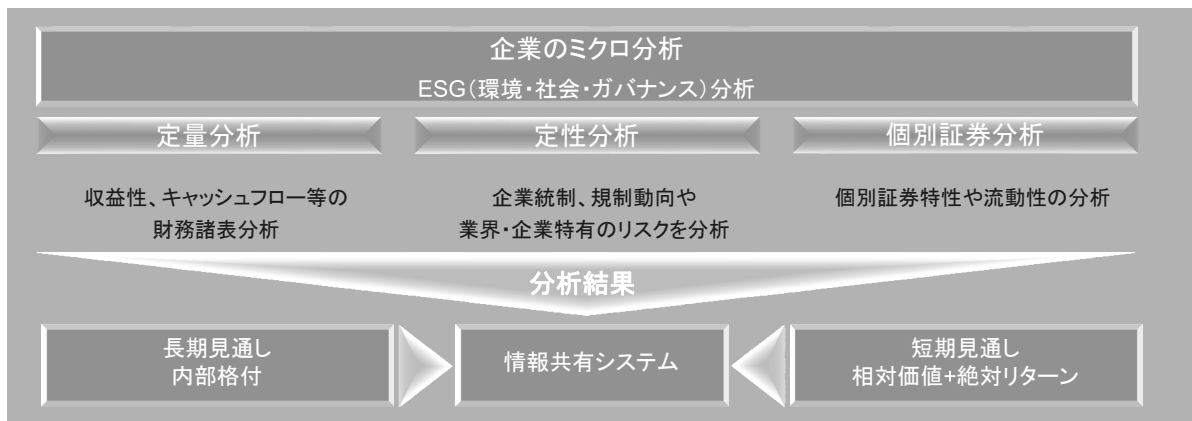 企業のミクロ分析
ESG(環境・社会・ガバナンス)分析
定量分析
定性分析
個別証券分析
収益性、キャッシュフロー等の
財務諸表分析
企業統制、規制動向や
業界・企業特有のリスクを分析
個別証券特性や流動性の分析
分析結果
長期見通し
内部格付
情報共有システム
短期見通し
相対価値+絶対リターン